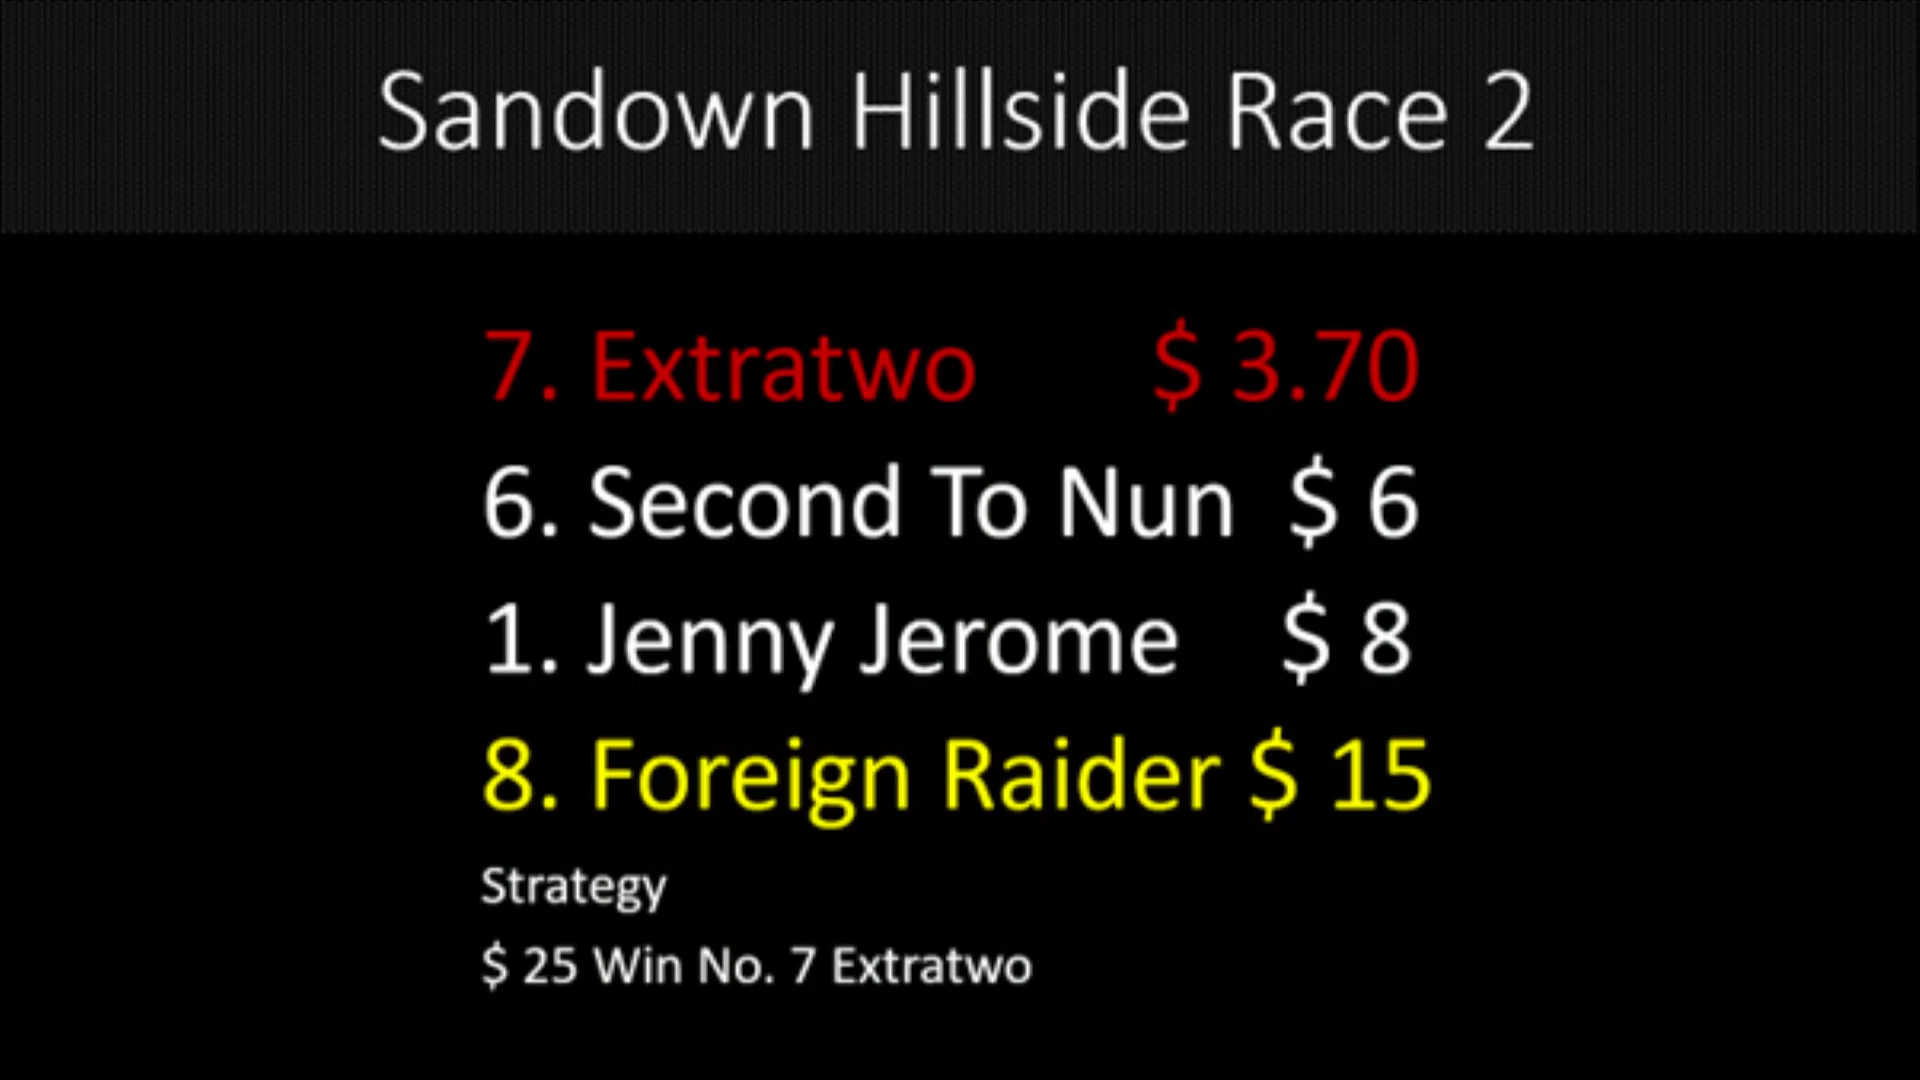 Sandown Hillside Race 2
7. Extratwo $ 3.70
6. Second To Nun $ 6
1. Jenny Jerome $ 8
8. Foreign Raider $ 15
Strategy
$ 25 Win No. 7 Extratwo